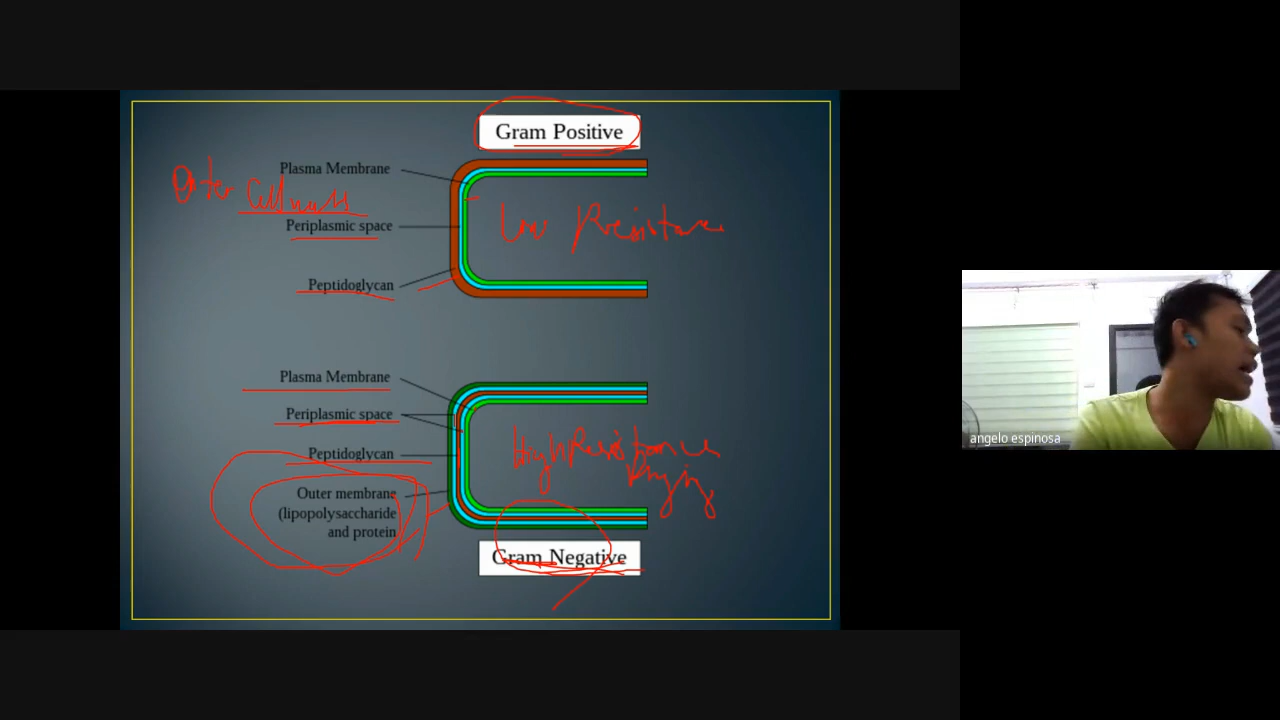 Gram Positive
Plasma Membrane
Outer Cell wall
Periplasmic space
Low Resistance
Peptidoglycan
Plasma Membrane
Periplasmic space
High Resistance
Peptidoglycan
Outer membrane
(lipopolysaccharide
and protein
Gram Negative
angelo espinosa